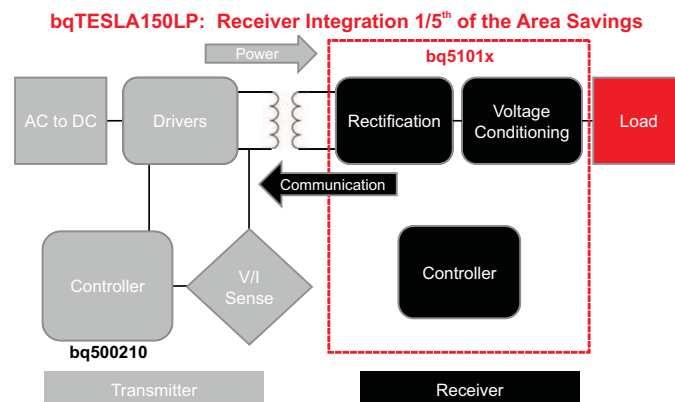 bqTESLA150LP: Receiver Integration 1/5th of the Area Savings
Power
bq5101x
AC to DC
Drivers
Rectification
Voltage
Conditioning
Load
Communication
Controller
V/I
Sense
Controller
bq500210
Transmitter
Receiver